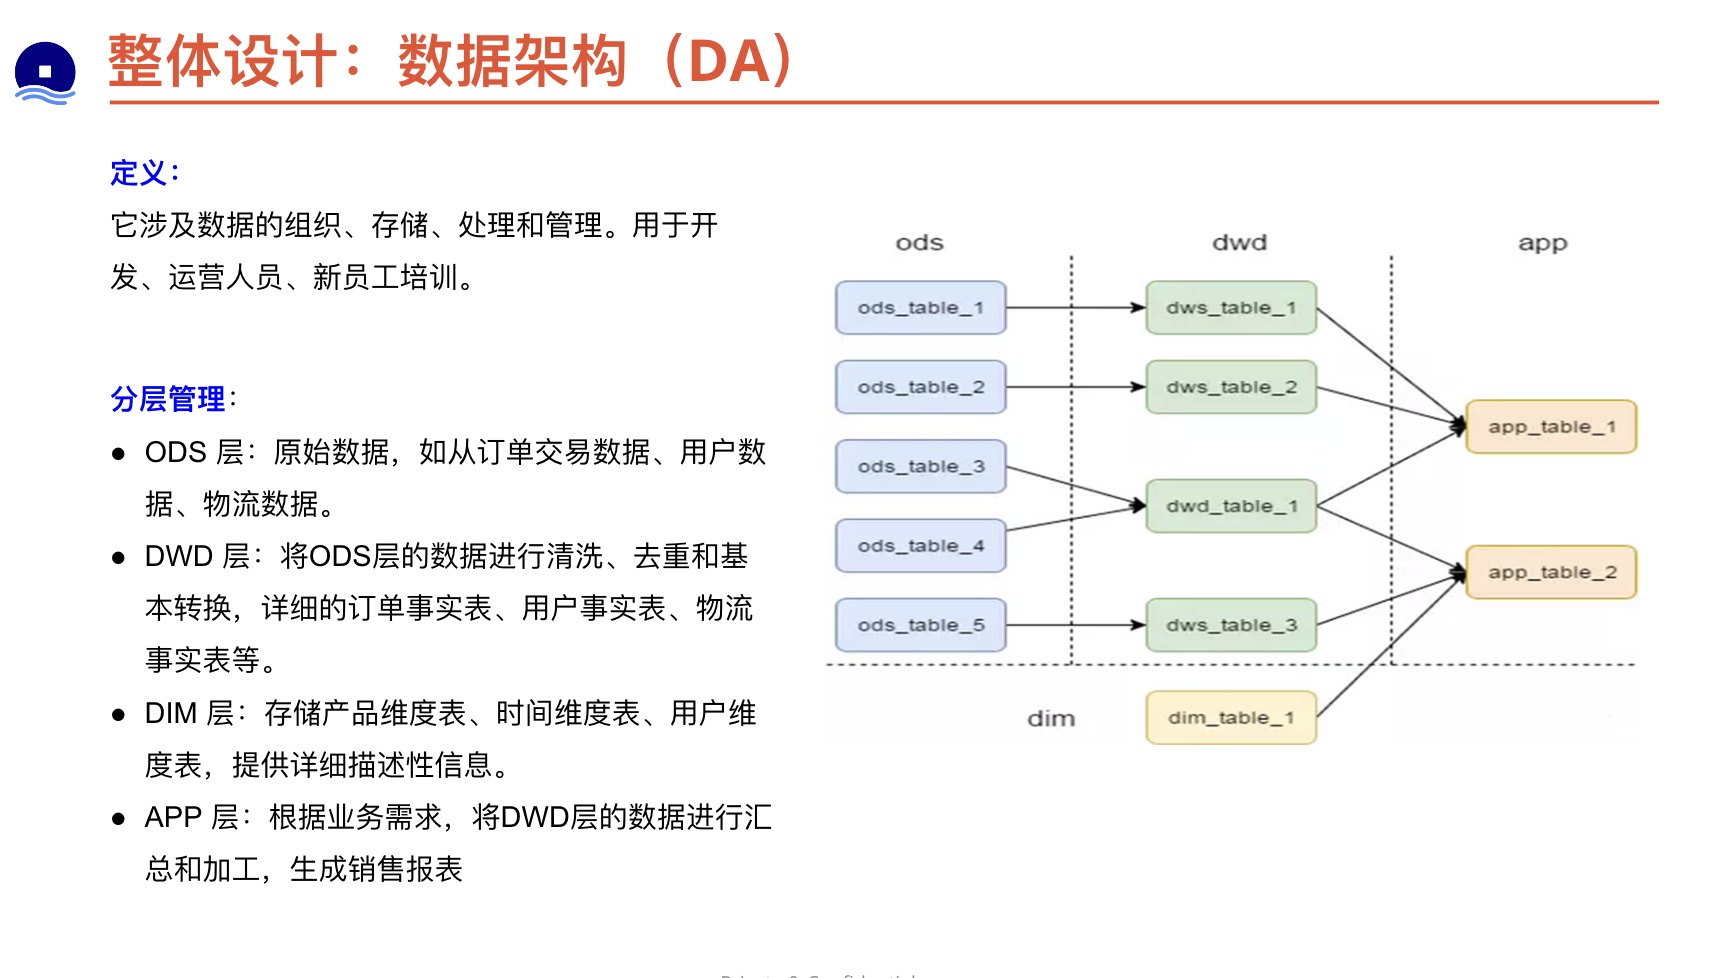 整体设计：数据架构（DA）
定义：
它涉及数据的组织、存储、处理和管理。用于开
发、运营人员、新员工培训。
分层管理：
● ODS 层：原始数据，如从订单交易数据、用户数
据、物流数据。
● DWD 层：将ODS层的数据进行清洗、去重和基
本转换，详细的订单事实表、用户事实表、物流
事实表等。
● DIM 层：存储产品维度表、时间维度表、用户维
度表，提供详细描述性信息。
● APP 层：根据业务需求，将DWD层的数据进行汇
总和加工，生成销售报表
ods
dwd
app
ods_table_1
dws_table_1
ods_table_2
dws_table_2
app_table_1
ods_table_3
dwd_table_1
ods_table_4
app_table_2
ods_table_5
dws_table_3
dim
dim_table_1